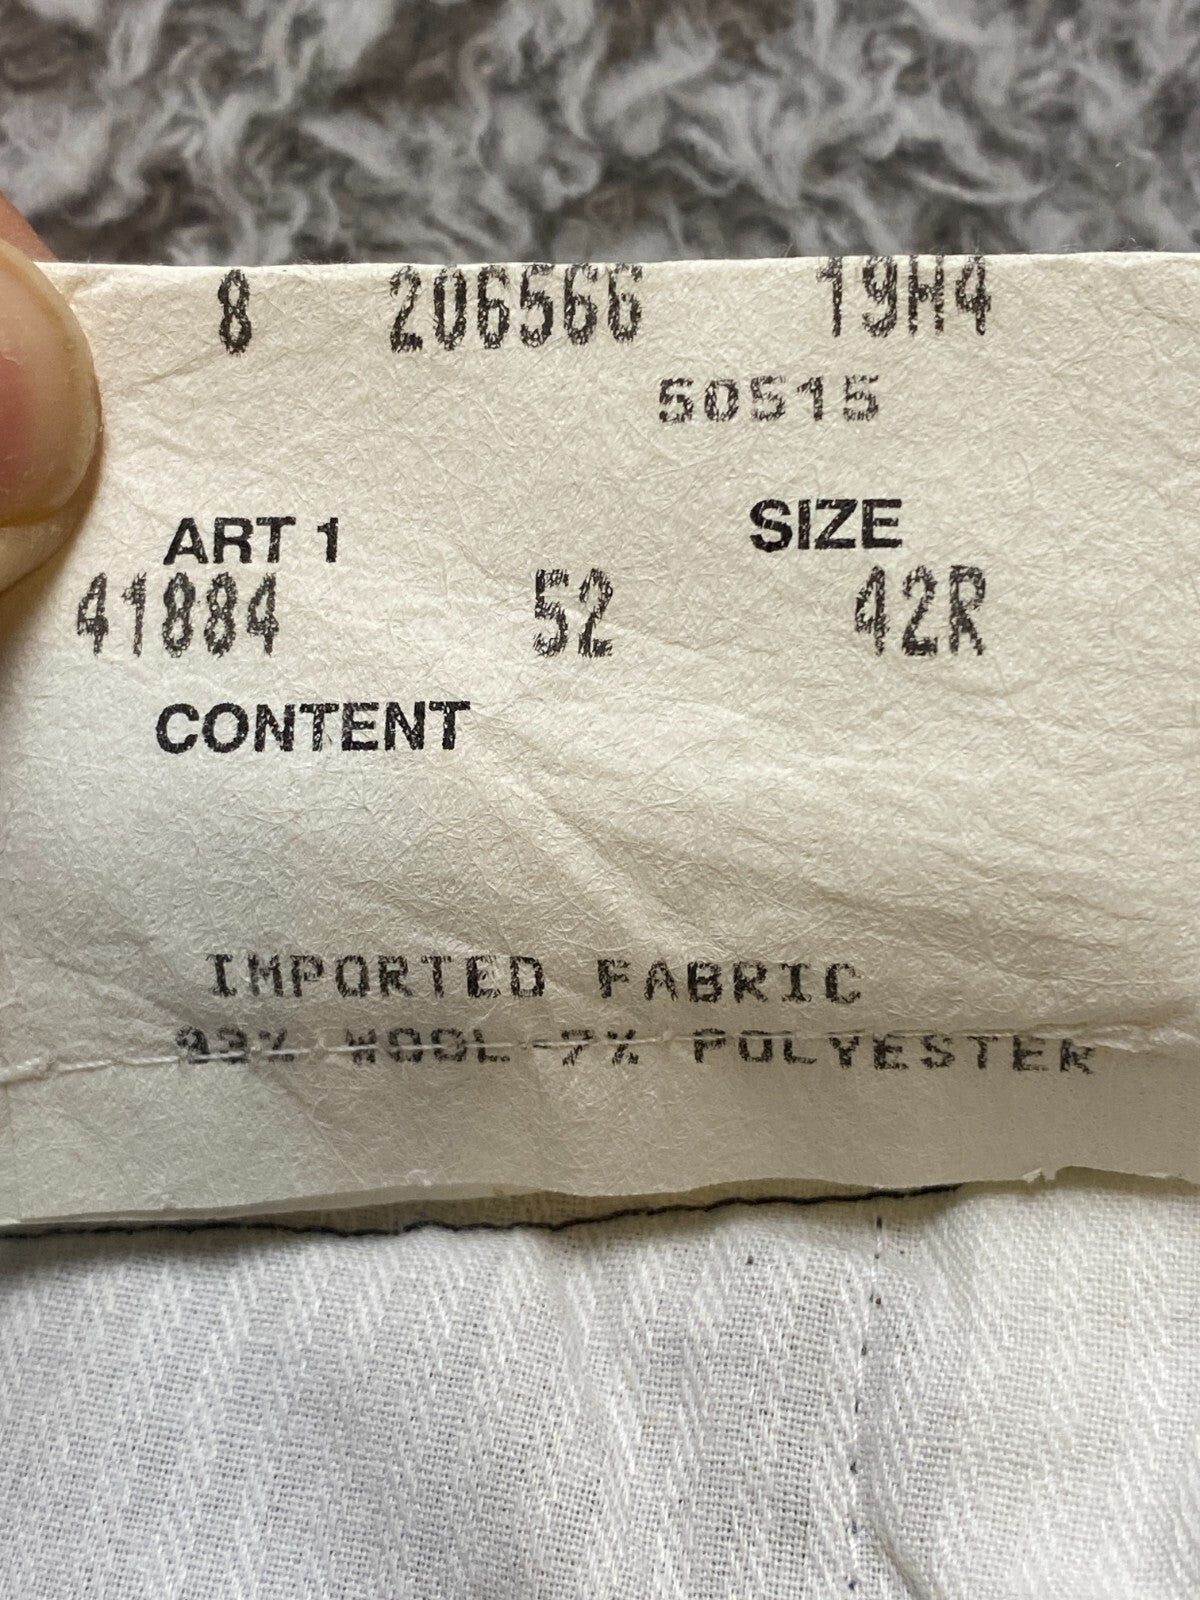 8 206566 19H4
50515
ART 1 SIZE
41884 52 42R
CONTENT
IMPORTED FABRIC
93% WOOL 7% POLYESTER